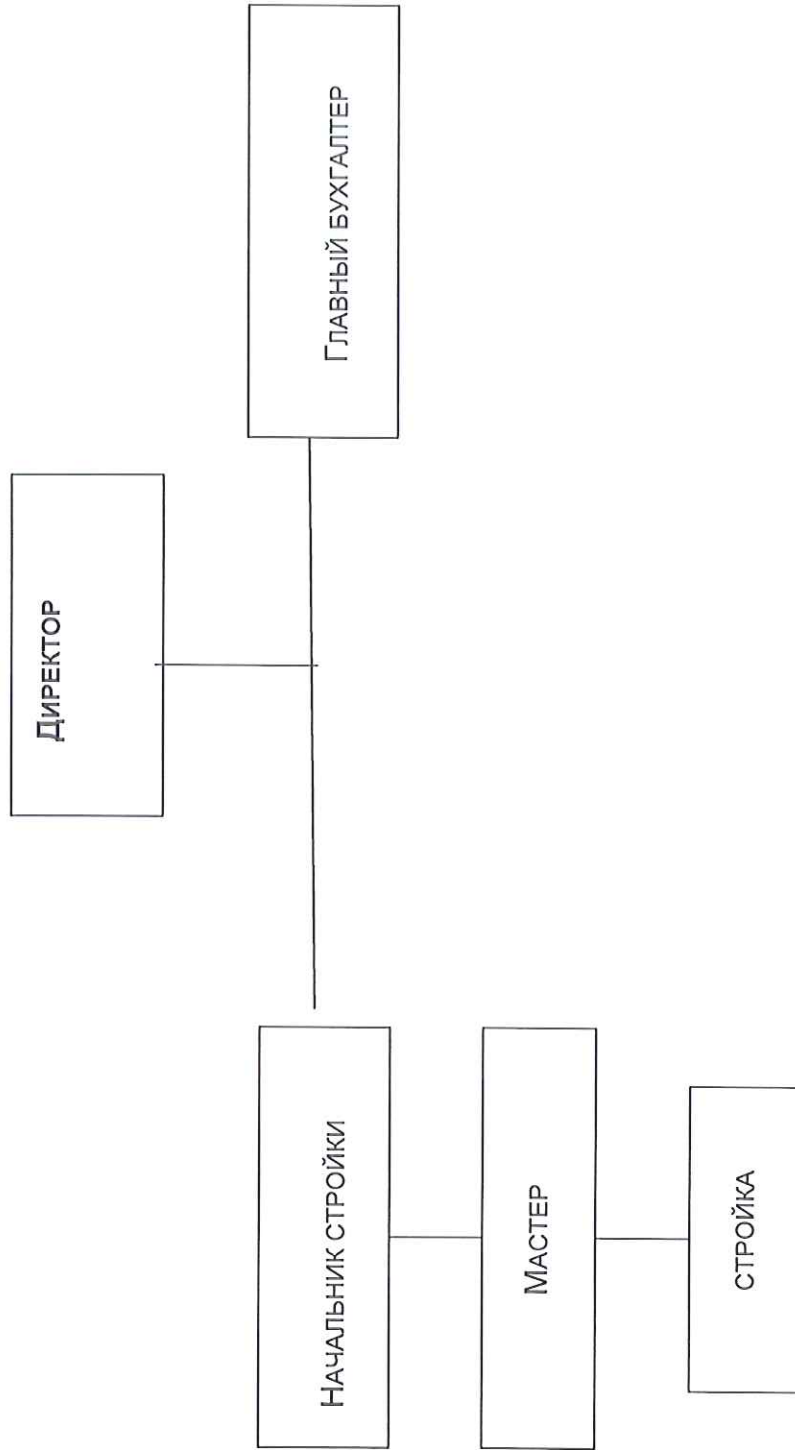 Директор
Главный бухгалтер
Начальник стройки
Мастер
стройка